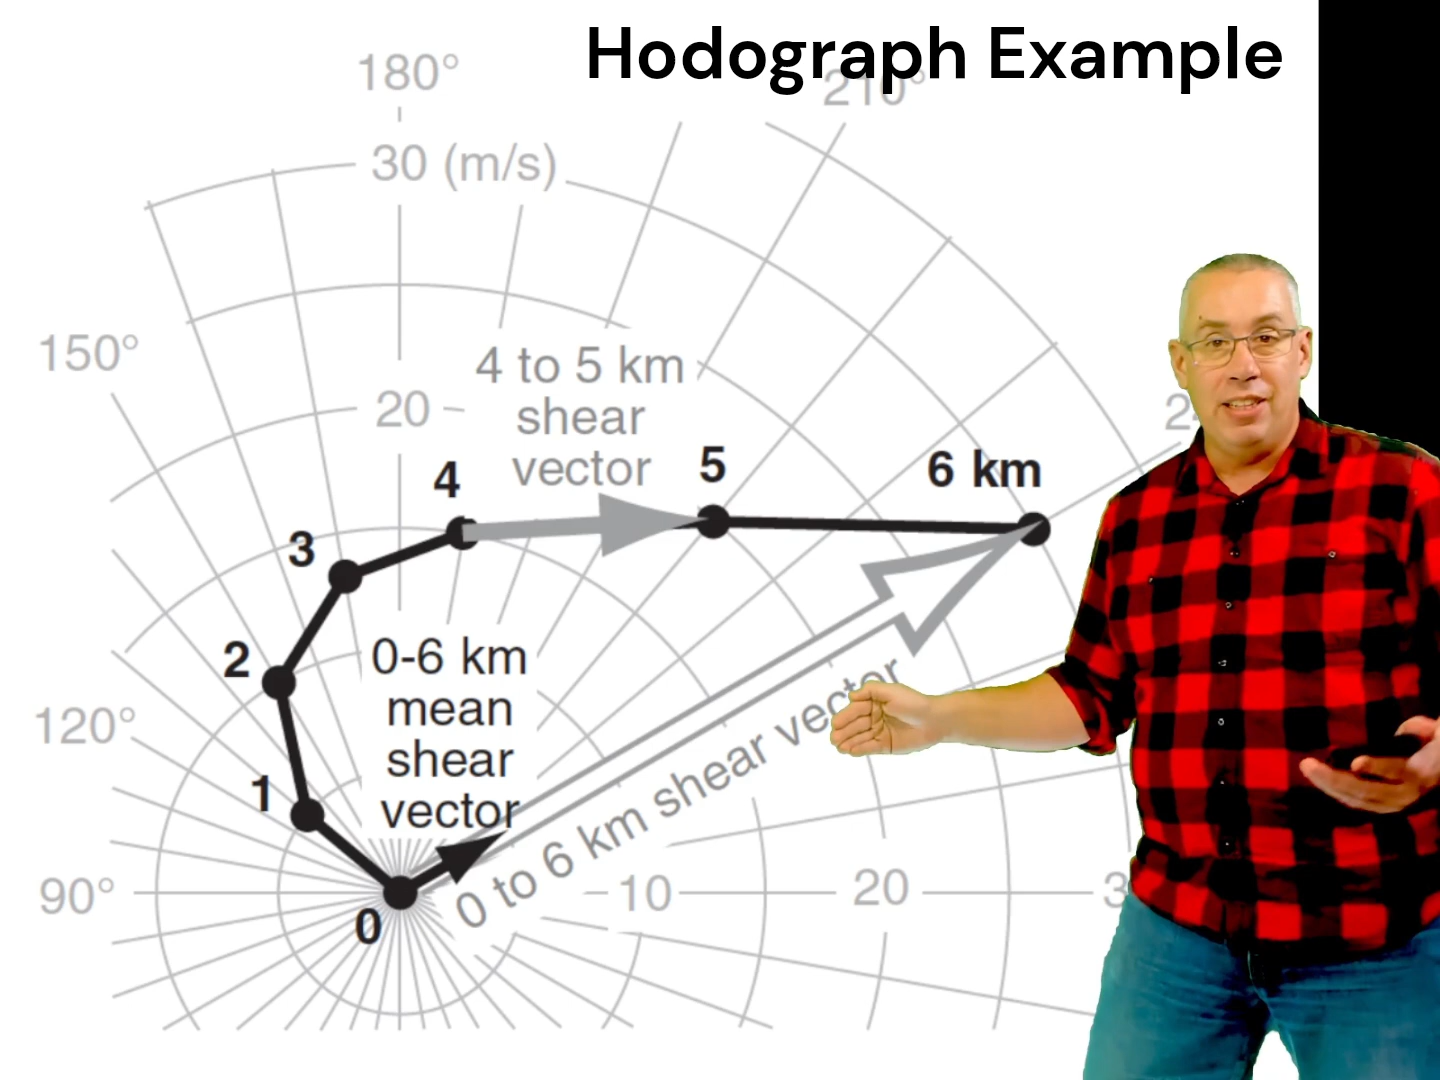 Hodograph Example
180°
210°
30 (m/s)
150°
4 to 5 km
shear
vector
20
4
5
6 km
3
2
0-6 km
mean
shear
vector
120°
1
0 to 6 km shear vector
90°
10
20
0